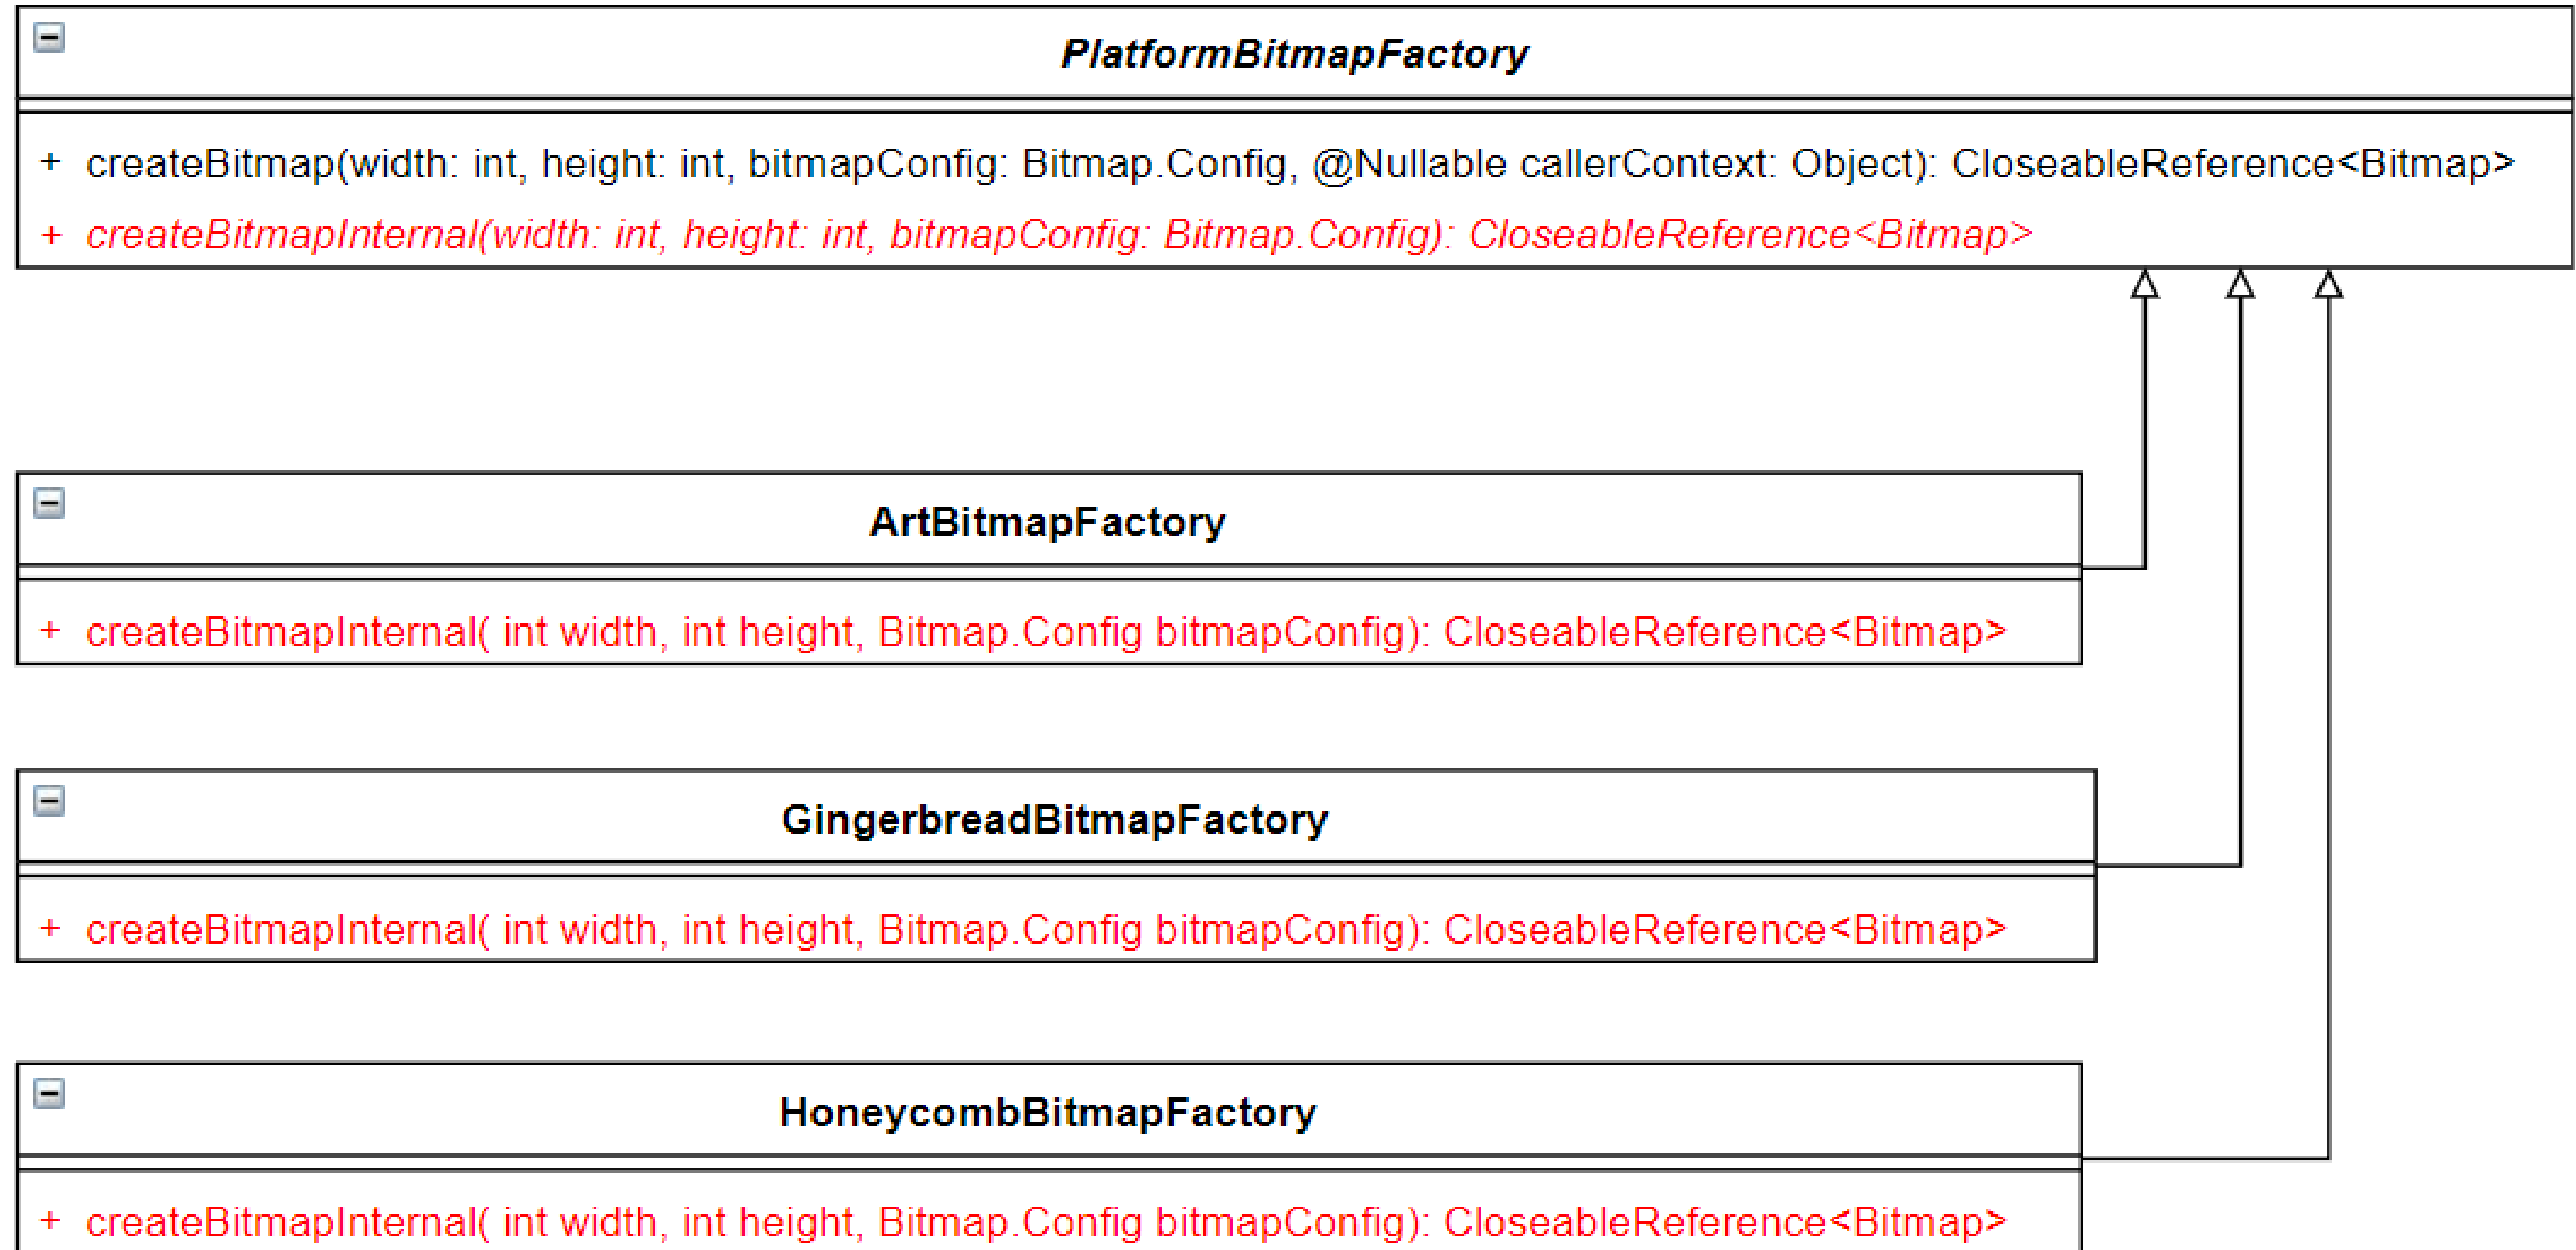 PlatformBitmapFactory
+ createBitmap(width: int, height: int, bitmapConfig: Bitmap.Config, @Nullable callerContext: Object): CloseableReference<Bitmap>
+ createBitmapInternal(width: int, height: int, bitmapConfig: Bitmap.Config): CloseableReference<Bitmap>
ArtBitmapFactory
+ createBitmapInternal( int width, int height, Bitmap.Config bitmapConfig): CloseableReference<Bitmap>
GingerbreadBitmapFactory
+ createBitmapInternal( int width, int height, Bitmap.Config bitmapConfig): CloseableReference<Bitmap>
HoneycombBitmapFactory
+ createBitmapInternal( int width, int height, Bitmap.Config bitmapConfig): CloseableReference<Bitmap>